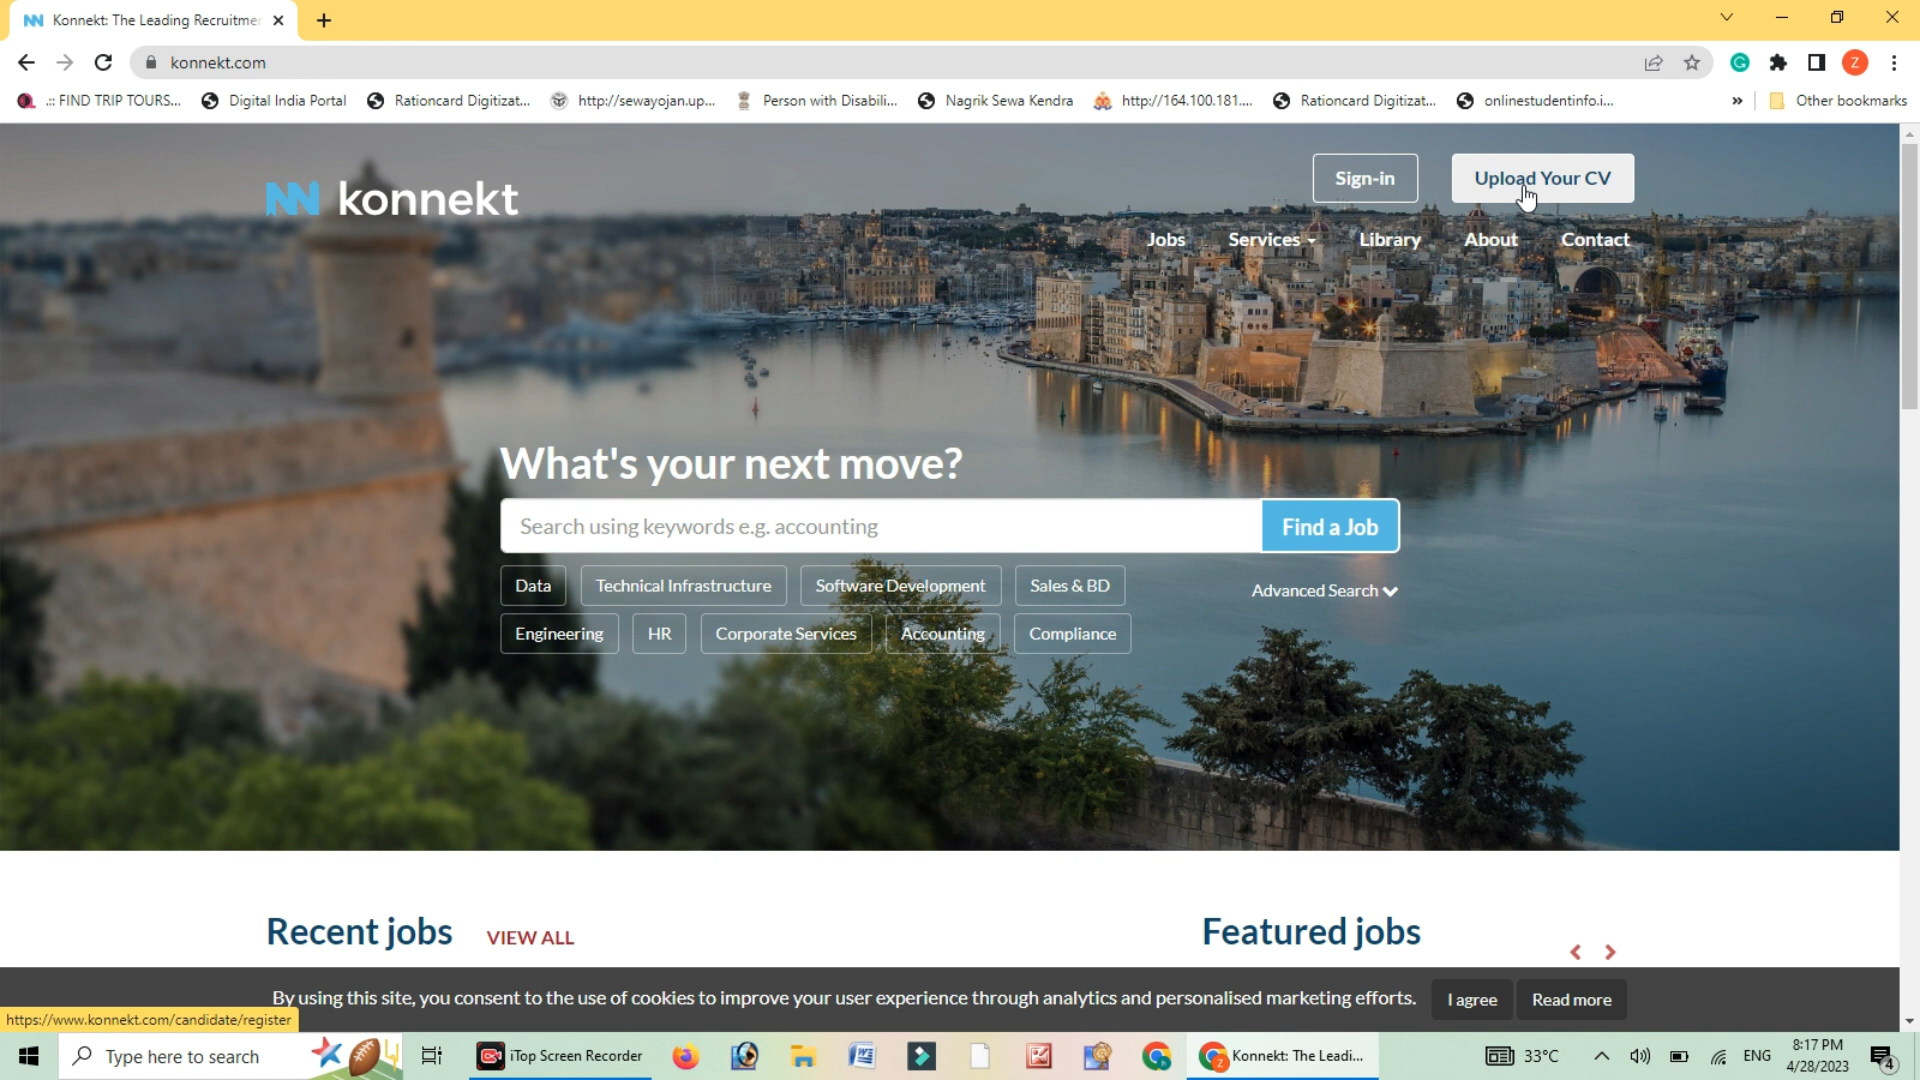 Konnekt: The Leading Recruitmer
konnekt.com
Z
.:: FIND TRIP TOURS...
Digital India Portal
Rationcard Digitizat...
http://sewayojan.up...
Person with Disabili...
Nagrik Sewa Kendra
http://164.100.181....
Rationcard Digitizat...
onlinestudentinfo.i...
Other bookmarks
konnekt
Sign-in
Upload Your CV
Jobs
Services
Library
About
Contact
What's your next move?
Search using keywords e.g. accounting
Find a Job
Data
Technical Infrastructure
Software Development
Sales & BD
Advanced Search
Engineering
HR
Corporate Services
Accounting
Compliance
Recent jobs
VIEW ALL
Featured jobs
By using this site, you consent to the use of cookies to improve your user experience through analytics and personalised marketing efforts.
I agree
Read more
https://www.konnekt.com/candidate/register
Type here to search
iTop Screen Recorder
Konnekt: The Leadi...
33°C
ENG
8:17 PM
4/28/2023
4